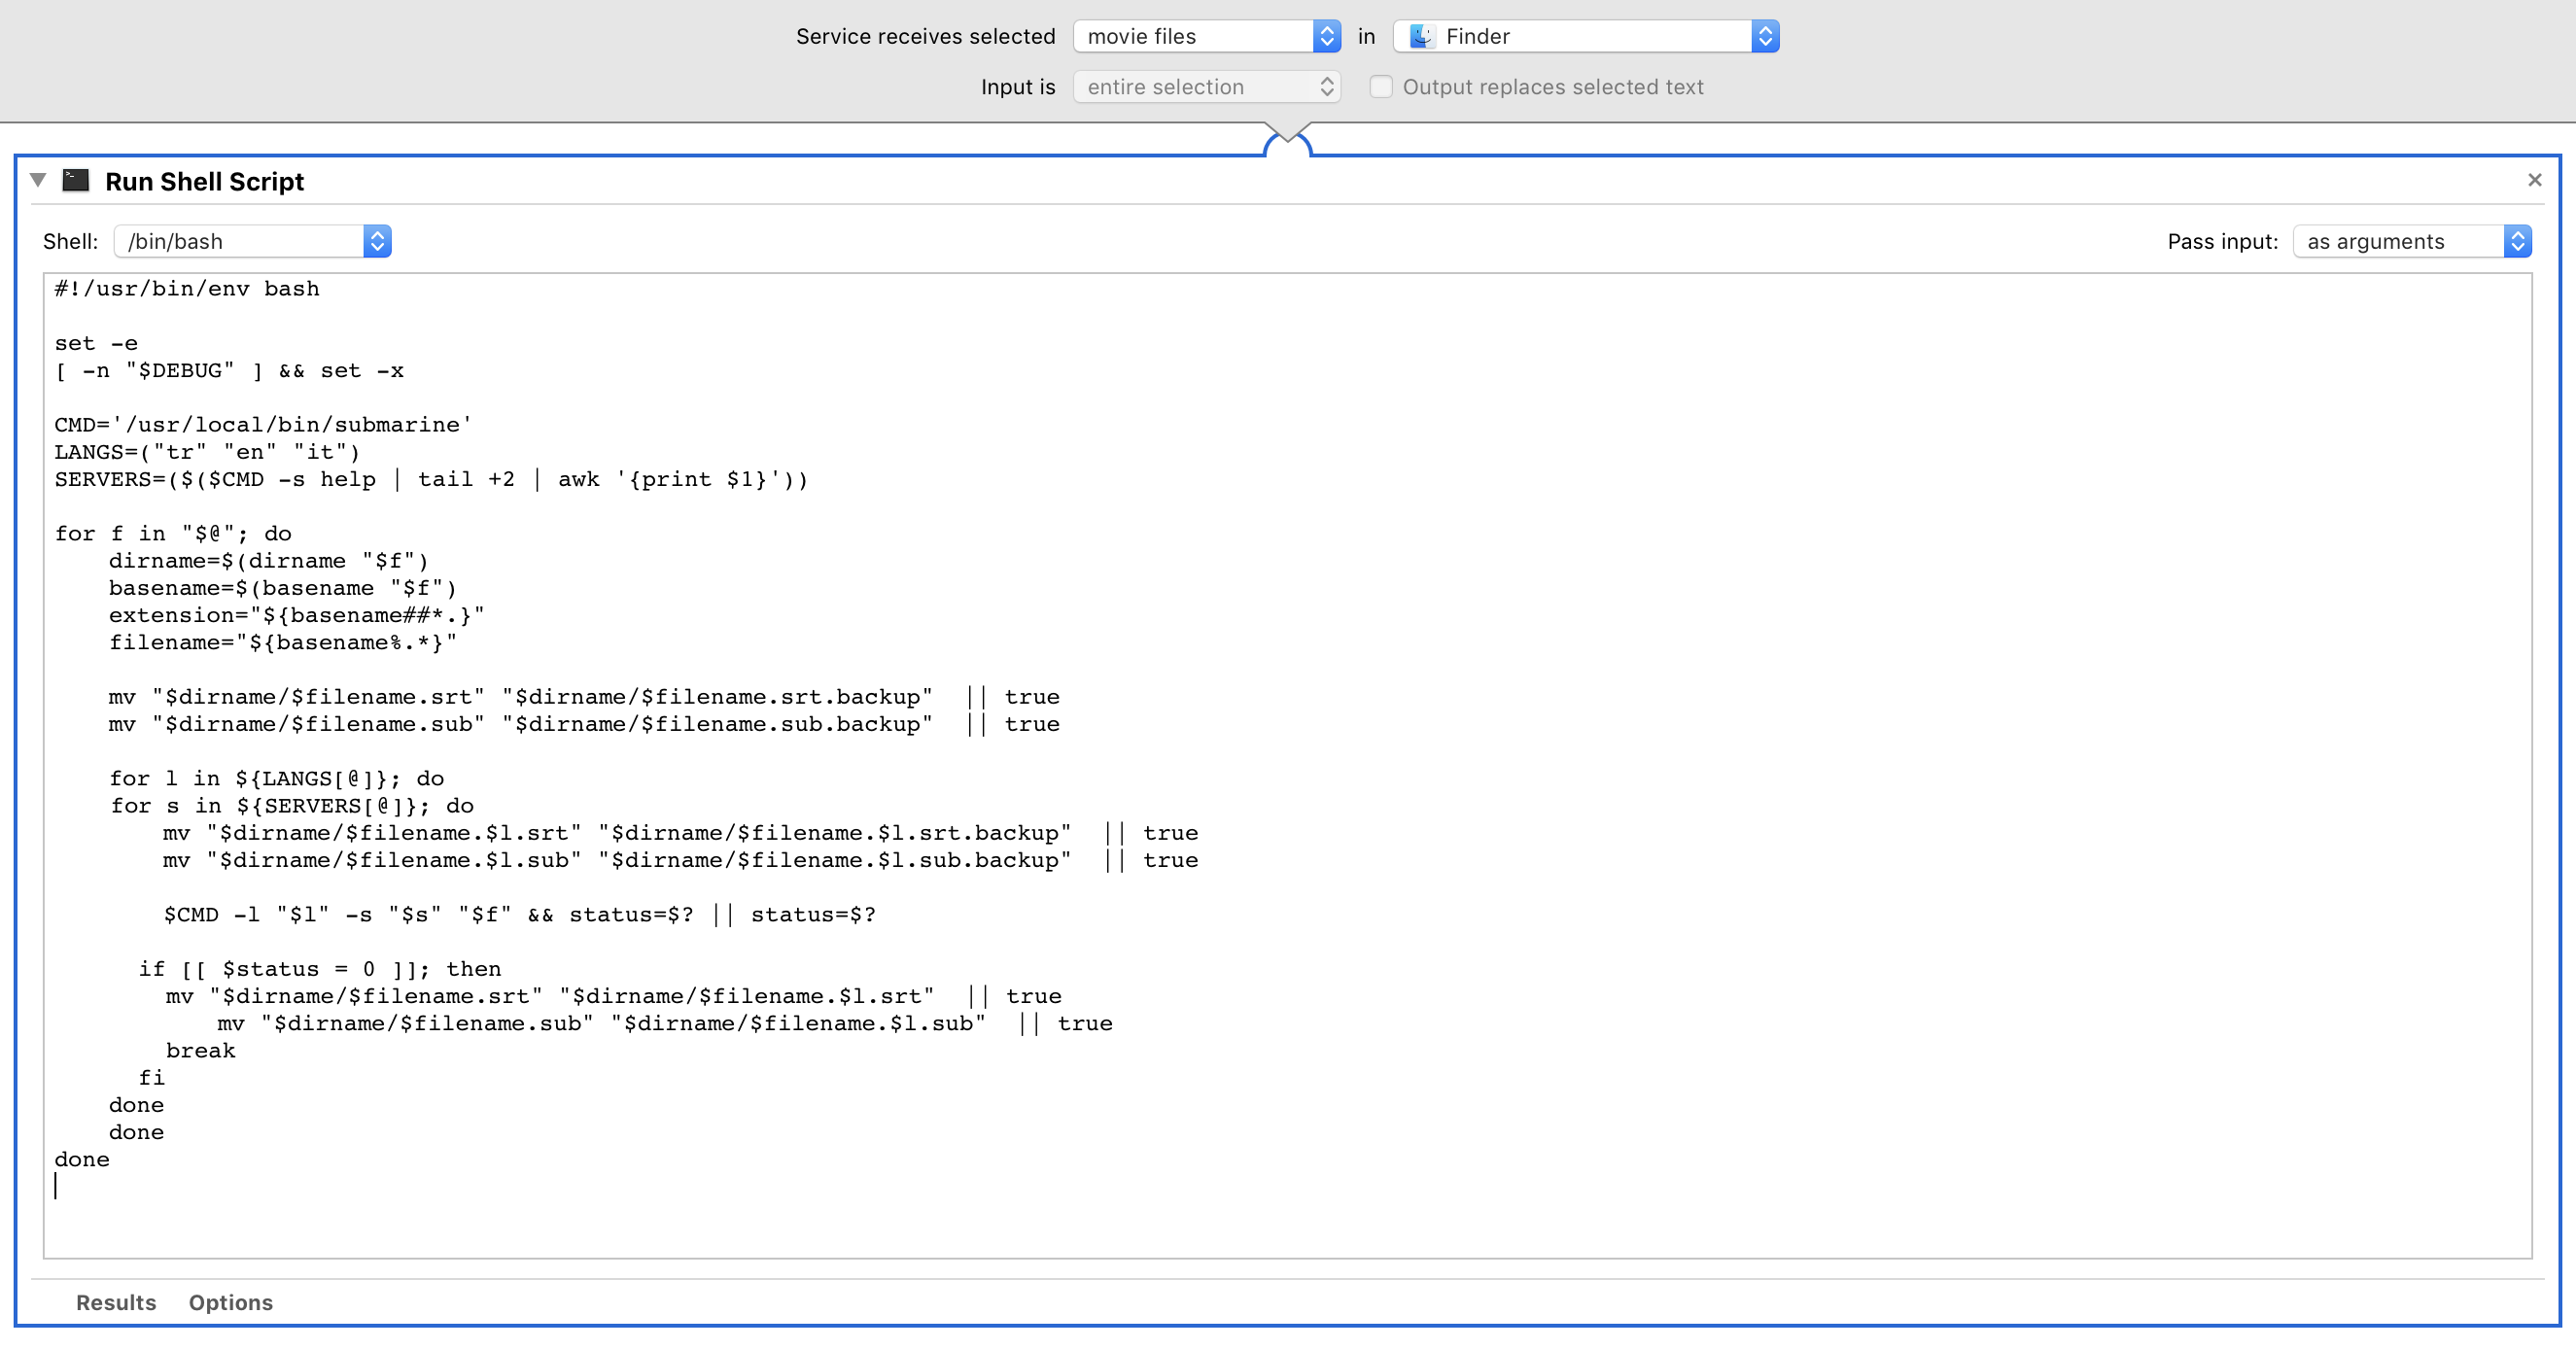 Service receives selected movie files in Finder
Input is entire selection Output replaces selected text
Run Shell Script
Shell: /bin/bash Pass input: as arguments
#!/usr/bin/env bash

set -e
[ -n "$DEBUG" ] && set -x

CMD='/usr/local/bin/submarine'
LANGS=("tr" "en" "it")
SERVERS=($($CMD -s help | tail +2 | awk '{print $1}'))

for f in "$@"; do
    dirname=$(dirname "$f")
    basename=$(basename "$f")
    extension="${basename##*.}"
    filename="${basename%.*}"

    mv "$dirname/$filename.srt" "$dirname/$filename.srt.backup"  || true
    mv "$dirname/$filename.sub" "$dirname/$filename.sub.backup"  || true

    for l in ${LANGS[@]}; do
    for s in ${SERVERS[@]}; do
        mv "$dirname/$filename.$l.srt" "$dirname/$filename.$l.srt.backup"  || true
        mv "$dirname/$filename.$l.sub" "$dirname/$filename.$l.sub.backup"  || true

        $CMD -l "$l" -s "$s" "$f" && status=$? || status=$?

      if [[ $status = 0 ]]; then
        mv "$dirname/$filename.srt" "$dirname/$filename.$l.srt"  || true
            mv "$dirname/$filename.sub" "$dirname/$filename.$l.sub"  || true
        break
      fi
    done
    done
done
Results Options